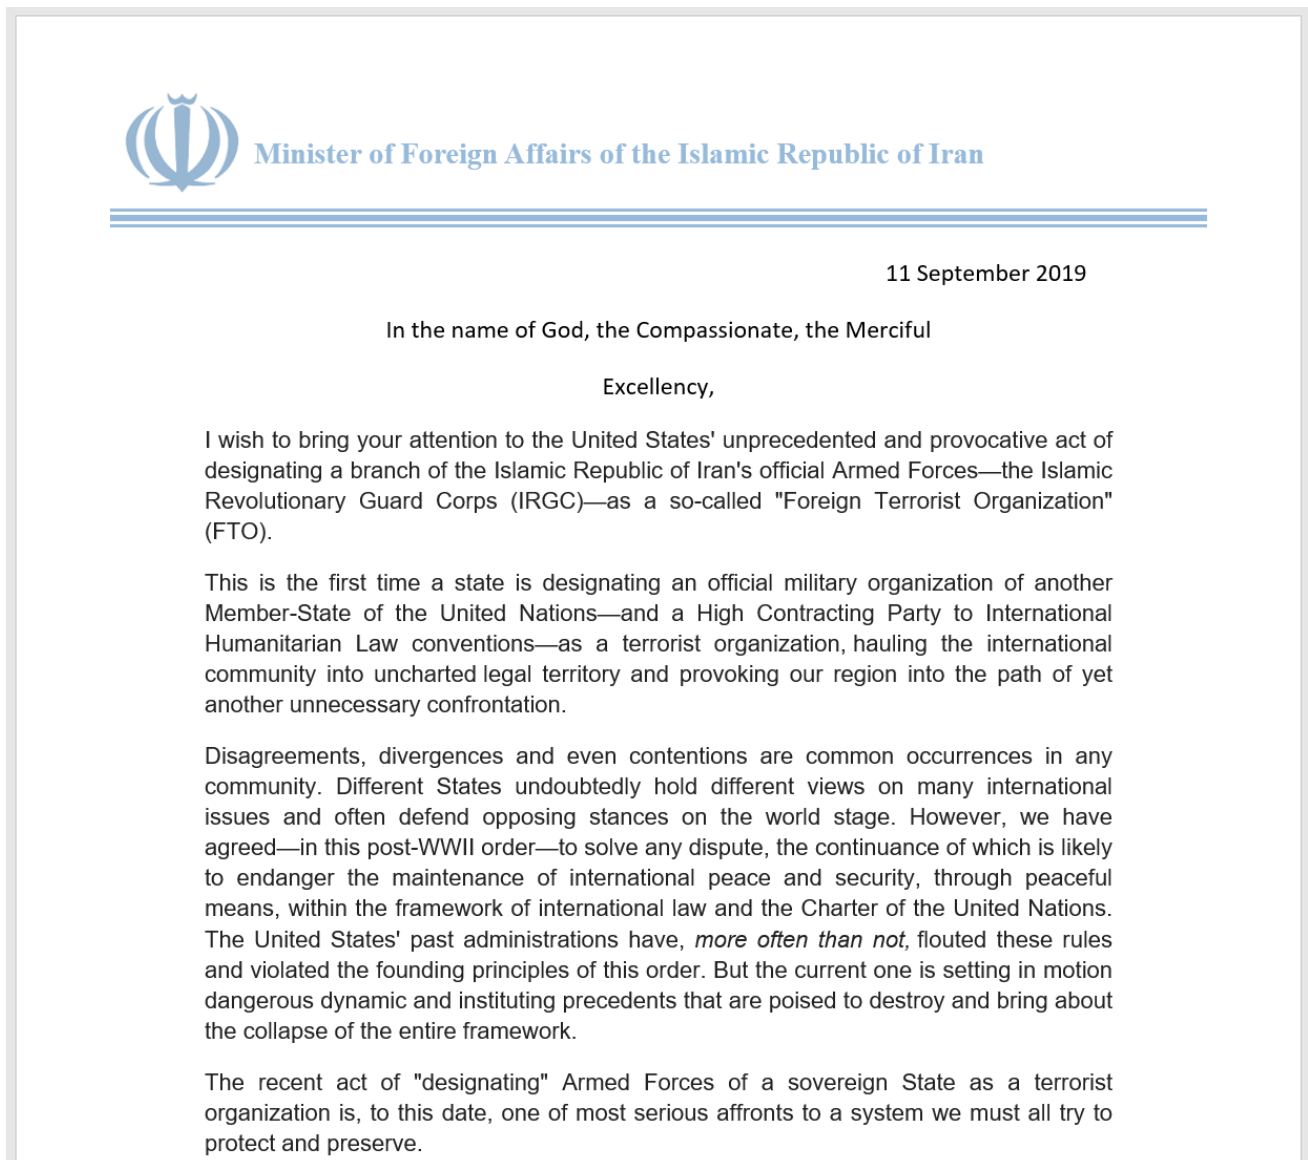 Minister of Foreign Affairs of the Islamic Republic of Iran
11 September 2019
In the name of God, the Compassionate, the Merciful
Excellency,
I wish to bring your attention to the United States' unprecedented and provocative act of
designating a branch of the Islamic Republic of Iran's official Armed Forces—the Islamic
Revolutionary Guard Corps (IRGC)—as a so-called "Foreign Terrorist Organization"
(FTO).
This is the first time a state is designating an official military organization of another
Member-State of the United Nations—and a High Contracting Party to International
Humanitarian Law conventions—as a terrorist organization, hauling the international
community into uncharted legal territory and provoking our region into the path of yet
another unnecessary confrontation.
Disagreements, divergences and even contentions are common occurrences in any
community. Different States undoubtedly hold different views on many international
issues and often defend opposing stances on the world stage. However, we have
agreed—in this post-WWII order—to solve any dispute, the continuance of which is likely
to endanger the maintenance of international peace and security, through peaceful
means, within the framework of international law and the Charter of the United Nations.
The United States' past administrations have, more often than not, flouted these rules
and violated the founding principles of this order. But the current one is setting in motion
dangerous dynamic and instituting precedents that are poised to destroy and bring about
the collapse of the entire framework.
The recent act of "designating" Armed Forces of a sovereign State as a terrorist
organization is, to this date, one of most serious affronts to a system we must all try to
protect and preserve.